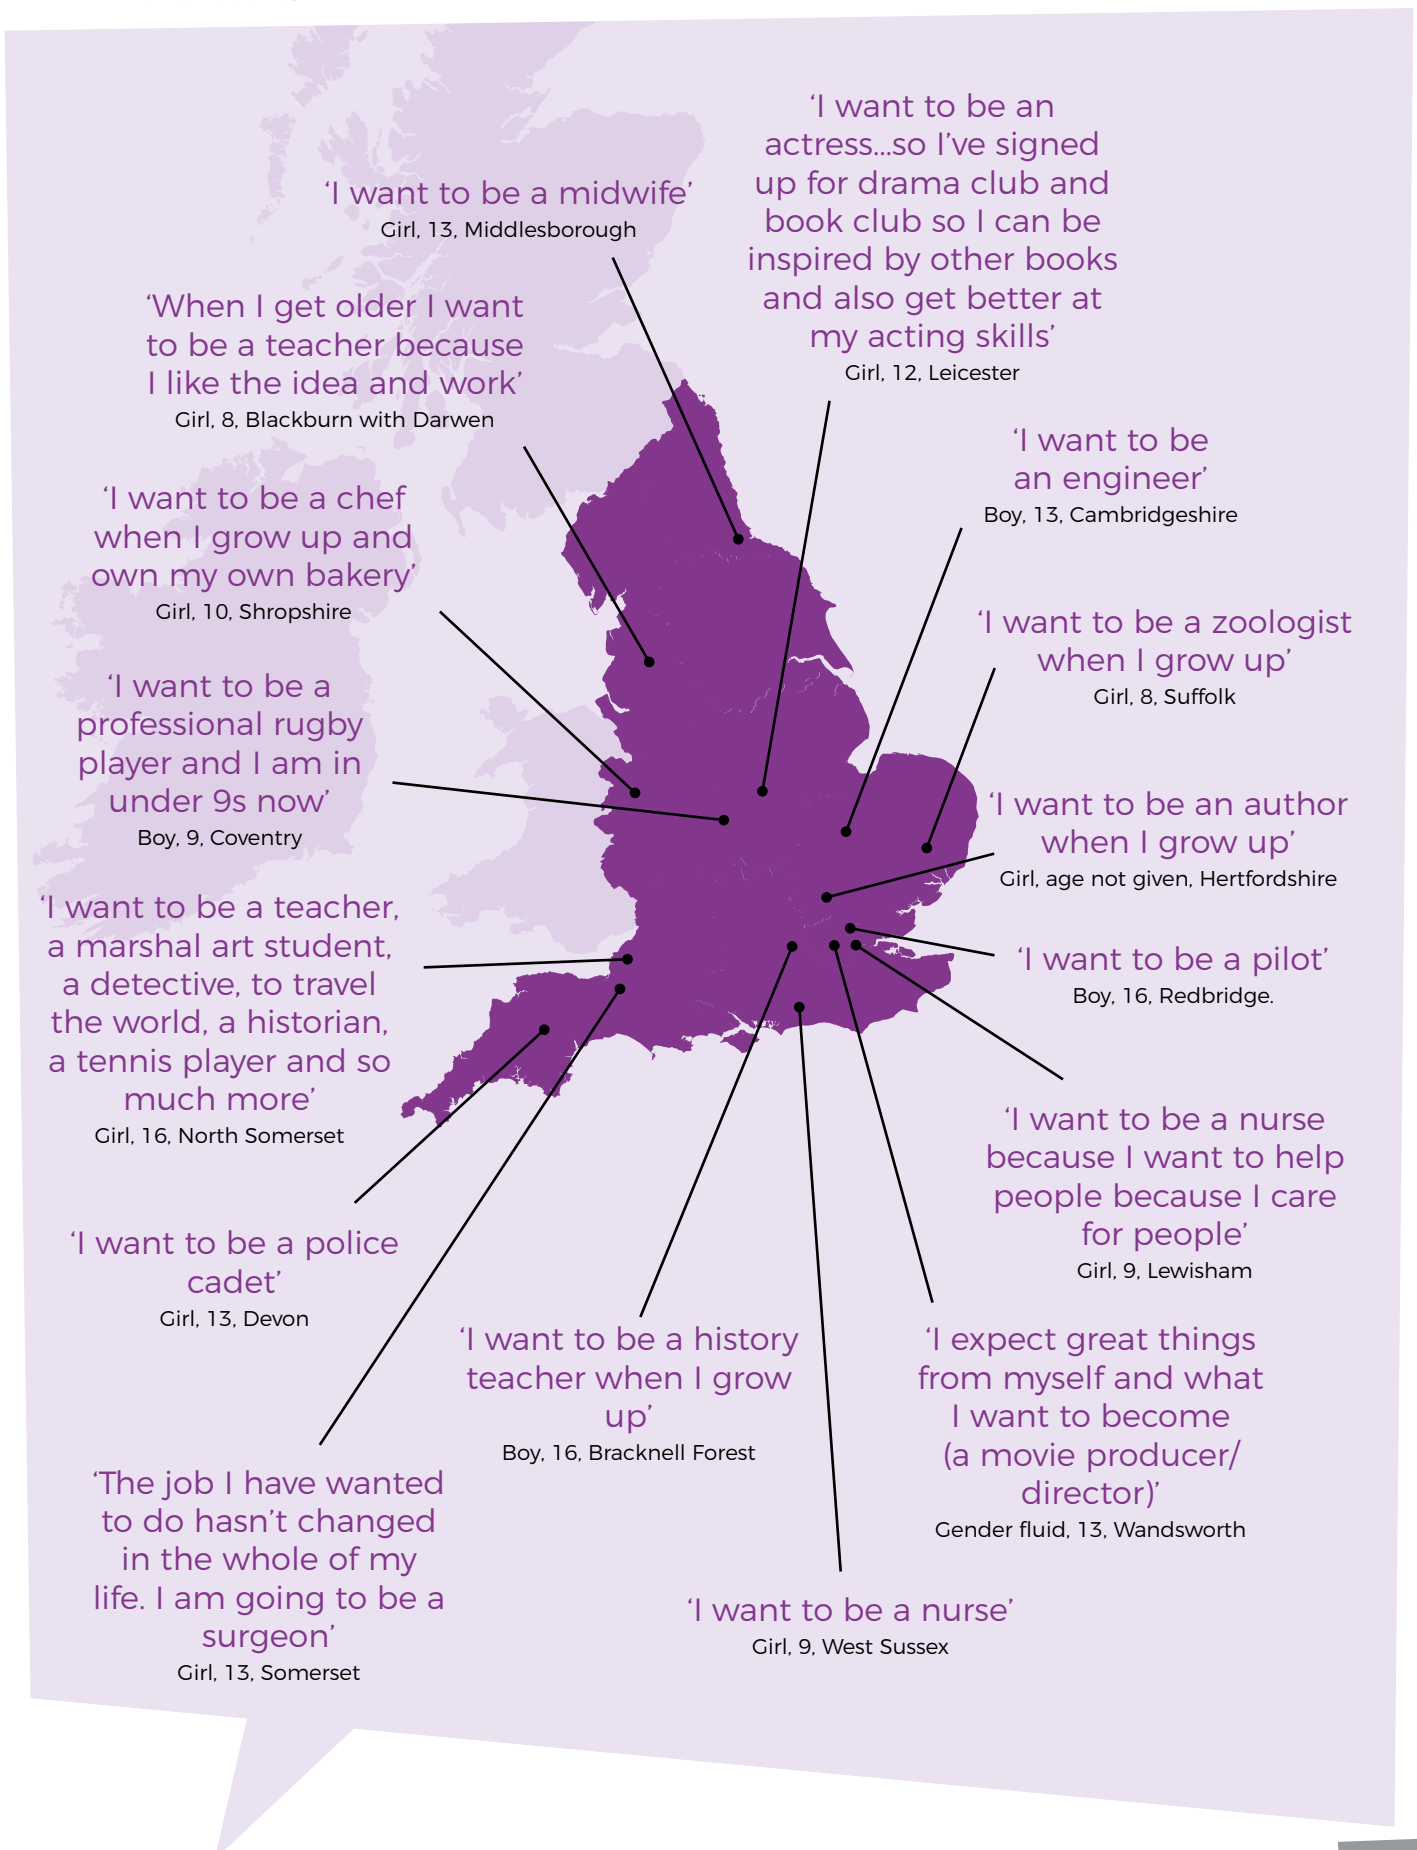 ‘I want to be a midwife’
Girl, 13, Middlesborough
‘I want to be an
actress...so I’ve signed
up for drama club and
book club so I can be
inspired by other books
and also get better at
my acting skills’
Girl, 12, Leicester
‘When I get older I want
to be a teacher because
I like the idea and work’
Girl, 8, Blackburn with Darwen
‘I want to be
an engineer’
Boy, 13, Cambridgeshire
‘I want to be a chef
when I grow up and
own my own bakery’
Girl, 10, Shropshire
‘I want to be a zoologist
when I grow up’
Girl, 8, Suffolk
‘I want to be a
professional rugby
player and I am in
under 9s now’
Boy, 9, Coventry
‘I want to be an author
when I grow up’
Girl, age not given, Hertfordshire
‘I want to be a teacher,
a marshal art student,
a detective, to travel
the world, a historian,
a tennis player and so
much more’
Girl, 16, North Somerset
‘I want to be a pilot’
Boy, 16, Redbridge.
‘I want to be a nurse
because I want to help
people because I care
for people’
Girl, 9, Lewisham
‘I want to be a police
cadet’
Girl, 13, Devon
‘I want to be a history
teacher when I grow
up’
Boy, 16, Bracknell Forest
‘I expect great things
from myself and what
I want to become
(a movie producer/
director)’
Gender fluid, 13, Wandsworth
‘The job I have wanted
to do hasn’t changed
in the whole of my
life. I am going to be a
surgeon’
Girl, 13, Somerset
‘I want to be a nurse’
Girl, 9, West Sussex